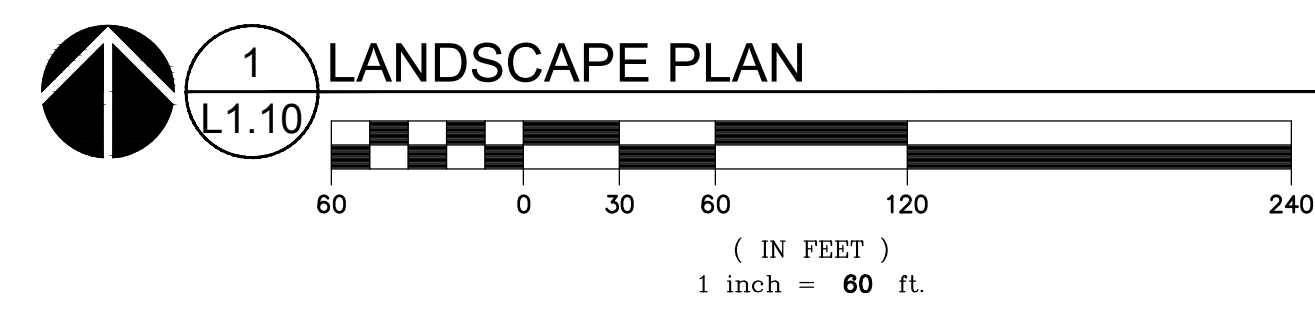 1
L1.10
LANDSCAPE PLAN
60 0 30 60 120 240
( IN FEET )
1 inch = 60 ft.